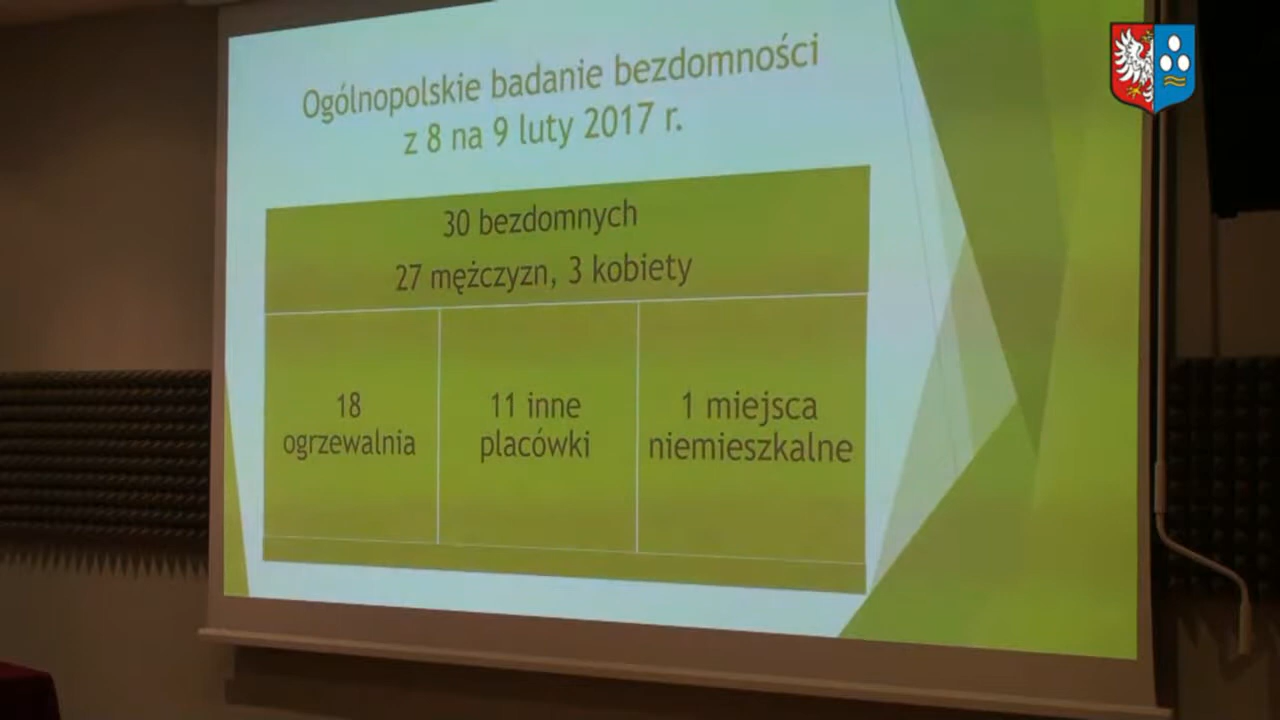 Ogólnopolskie badanie bezdomności
z 8 na 9 luty 2017 r.
30 bezdomnych
27 mężczyzn, 3 kobiety
18
ogrzewalnia
11 inne
placówki
1 miejsca
niemieszkalne